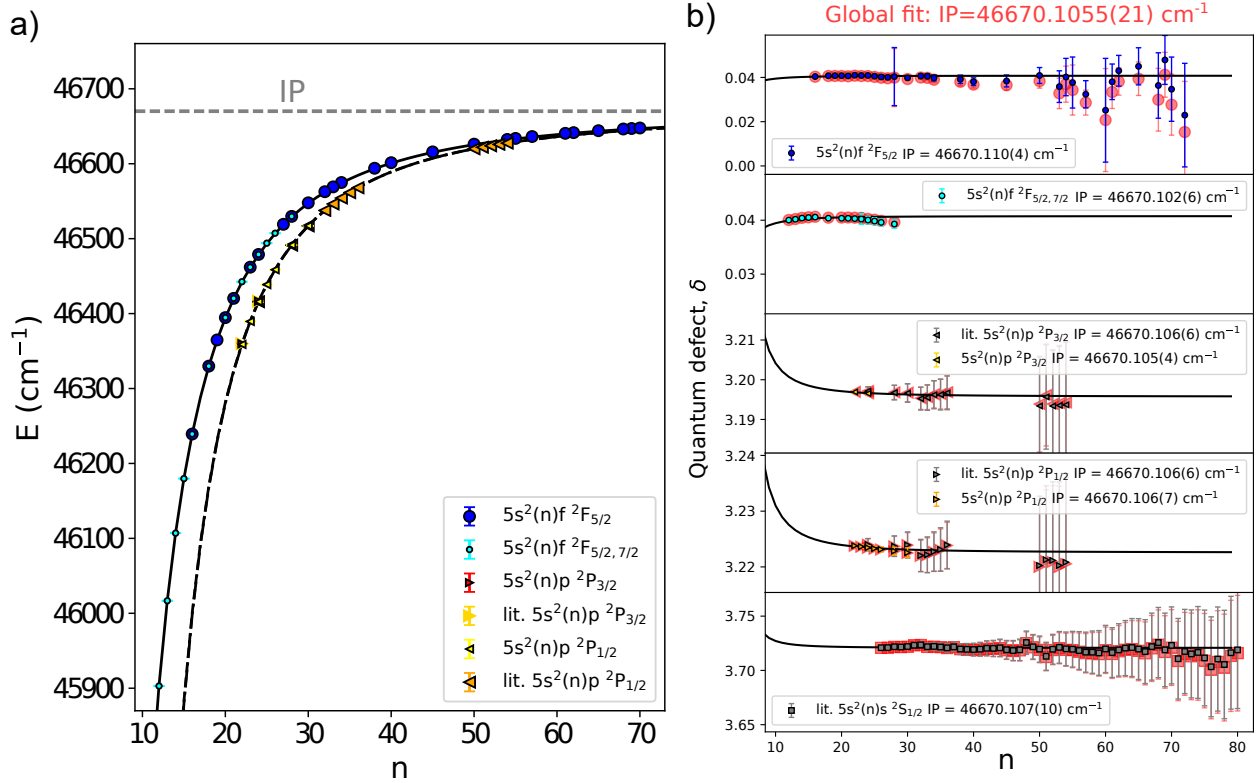 a)
46700
46600
46500
46400
46300
46200
46100
46000
45900
E (cm⁻¹)
IP
5s²(n)f ²F₅/₂
5s²(n)f ²F₅/₂,₇/₂
5s²(n)p ²P₃/₂
lit. 5s²(n)p ²P₃/₂
5s²(n)p ²P₁/₂
lit. 5s²(n)p ²P₁/₂
10 20 30 40 50 60 70
n
b)
Global fit: IP=46670.1055(21) cm⁻¹
Quantum defect, δ
0.04
0.02
0.00
5s²(n)f ²F₅/₂ IP = 46670.110(4) cm⁻¹
5s²(n)f ²F₅/₂,₇/₂ IP = 46670.102(6) cm⁻¹
0.04
0.03
3.21
3.20
3.19
lit. 5s²(n)p ²P₃/₂ IP = 46670.106(6) cm⁻¹
5s²(n)p ²P₃/₂ IP = 46670.105(4) cm⁻¹
3.24
3.23
3.22
lit. 5s²(n)p ²P₁/₂ IP = 46670.106(6) cm⁻¹
5s²(n)p ²P₁/₂ IP = 46670.106(7) cm⁻¹
3.75
3.70
3.65
lit. 5s²(n)s ²S₁/₂ IP = 46670.107(10) cm⁻¹
10 20 30 40 50 60 70 80
n